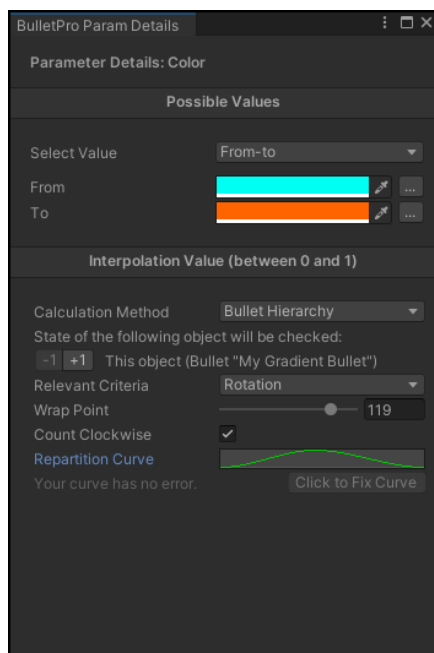 BulletPro Param Details
Parameter Details: Color
Possible Values
Select Value From-to
From ...
To ...
Interpolation Value (between 0 and 1)
Calculation Method Bullet Hierarchy
State of the following object will be checked:
-1 +1 This object (Bullet "My Gradient Bullet")
Relevant Criteria Rotation
Wrap Point 119
Count Clockwise
Repartition Curve
Your curve has no error. Click to Fix Curve